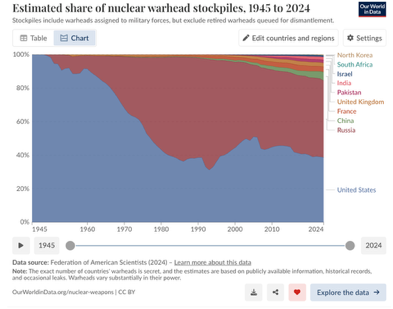 Estimated share of nuclear warhead stockpiles, 1945 to 2024
Our World
in Data
Stockpiles include warheads assigned to military forces, but exclude retired warheads queued for dismantlement.
Table
Chart
Edit countries and regions
Settings
100%
80%
60%
40%
20%
0%
North Korea
South Africa
Israel
India
Pakistan
United Kingdom
France
China
Russia
United States
1945 1960 1970 1980 1990 2000 2010 2024
1945
2024
Data source: Federation of American Scientists (2024) – Learn more about this data
Note: The exact number of countries' warheads is secret, and the estimates are based on publicly available information, historical records,
and occasional leaks. Warheads vary substantially in their power.
OurWorldinData.org/nuclear-weapons | CC BY
Explore the data →